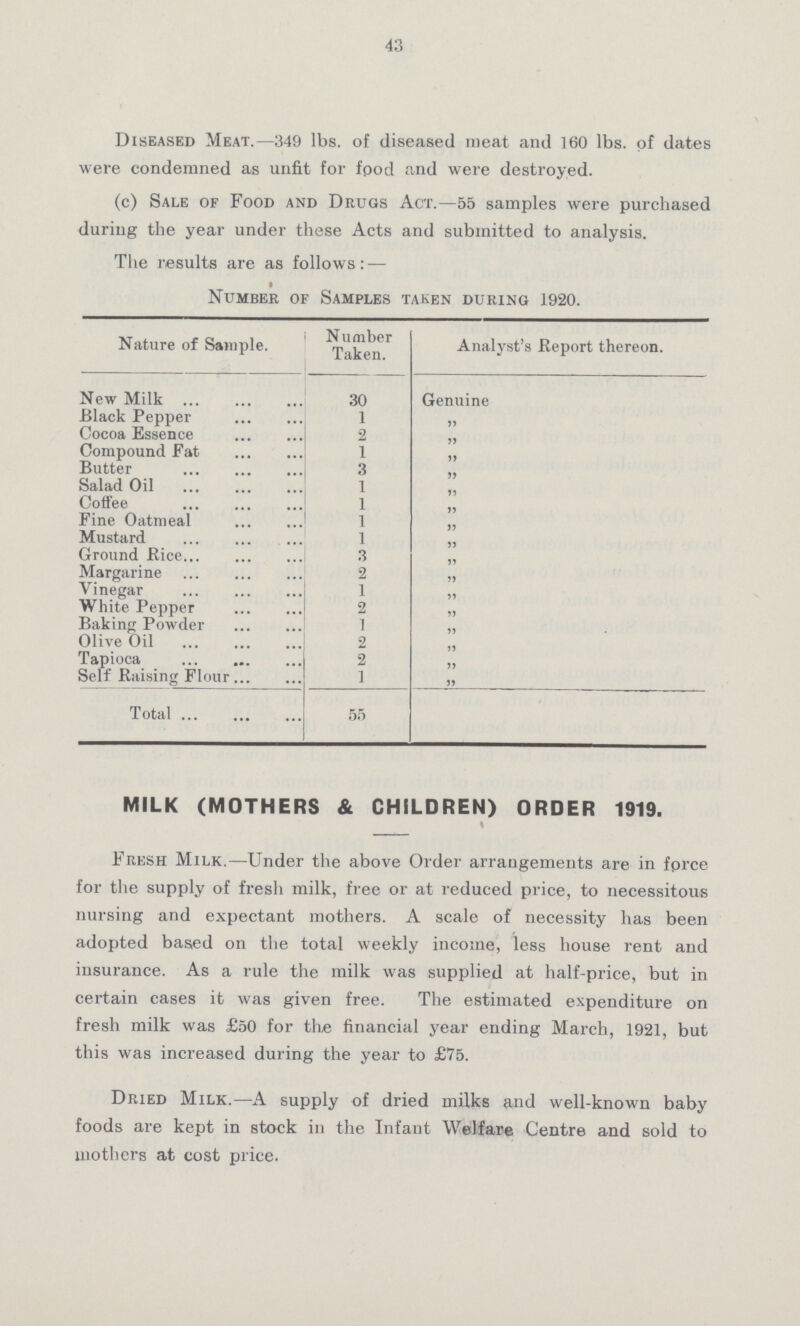 43
Diseased Meat.—349 lbs. of diseased meat and 160 lbs. of dates
were condemned as unfit for food and were destroyed.
(c) Sale of Food and Drugs Act.—55 samples were purchased
during the year under these Acts and submitted to analysis.
The results are as follows:—
Number of Samples taken during 1920.
Nature of Sample. Number Taken. Analyst's Report thereon.
New Milk ... ... ... 30 Genuine
Black Pepper ... ... 1 ,,
Cocoa Essence ... ... 2 ,,
Compound Fat ... ... 1 ,,
Butter ... ... ... 3 ,,
Salad Oil ... ... ... 1 ,,
Coffee ... ... ... 1 ,,
Fine Oatmeal ... ... 1 ,,
Mustard ... ... ... 1 ,,
Ground Rice... ... ... 3 ,,
Margarine ... ... ... 2 ,,
Vinegar ... ... ... 1 ,,
White Pepper ... ... 2 ,,
Baking Powder ... ... 1 ,,
Olive Oil ... ... ... 2 ,,
Tapioca ... ... ... 2 ,,
Self Raising Flour... ... 1 ,,
Total ... ... ... 55
MILK (MOTHERS & CHILDREN) ORDER 1919.
Fresh Milk.—Under the above Order arrangements are in force
for the supply of fresh milk, free or at reduced price, to necessitous
nursing and expectant mothers. A scale of necessity has been
adopted based on the total weekly income, less house rent and
insurance. As a rule the milk was supplied at half-price, but in
certain cases it was given free. The estimated expenditure on
fresh milk was £50 for the financial year ending March, 1921, but
this was increased during the year to £75.
Dried Milk.—A supply of dried milks and well-known baby
foods are kept in stock in the Infant Welfare Centre and sold to
mothers at cost price.